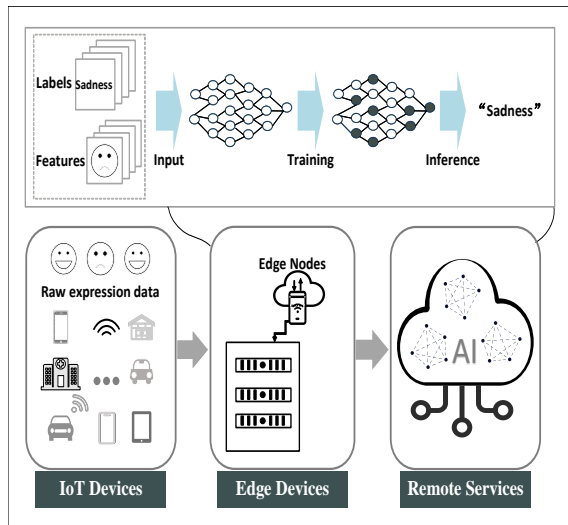 Labels
Sadness
Features
Input
Training
Inference
“Sadness”
Raw expression data
Edge Nodes
AI
IoT Devices
Edge Devices
Remote Services